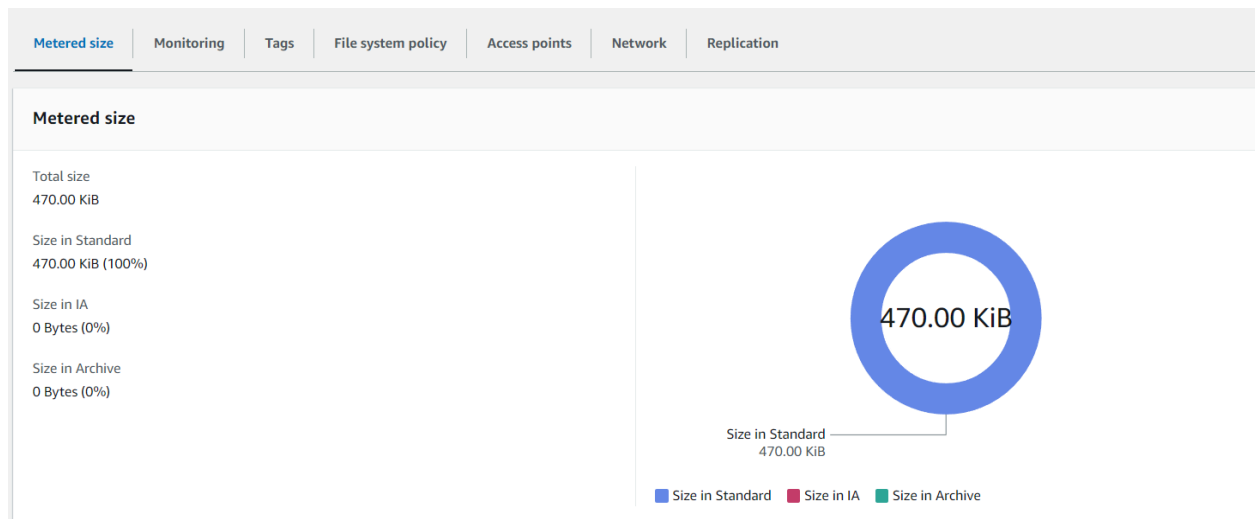 Metered size
Monitoring
Tags
File system policy
Access points
Network
Replication
Metered size
Total size
470.00 KiB
Size in Standard
470.00 KiB (100%)
Size in IA
0 Bytes (0%)
Size in Archive
0 Bytes (0%)
470.00 KiB
Size in Standard
470.00 KiB
Size in Standard
Size in IA
Size in Archive